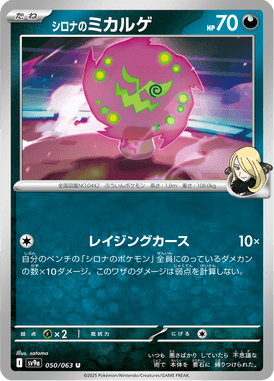 たね
シロナのミカルゲ
HP70
全国図鑑NO.0442 ふういんポケモン 高さ:1.0m 重さ:108.0kg
レイジングカース 10×
自分のベンチの「シロナのポケモン」全員にのっているダメカン
の数×10ダメージ。このワザのダメージは弱点を計算しない。
弱点 ×2 抵抗力 にげる
Illus. satoma
I sv9a 050/063 U
©2025 Pokémon/Nintendo/Creatures/GAME FREAK.
いつも 悪さばかり していたら 不思議な
術で 本体を 要石に 縛りつけられた。